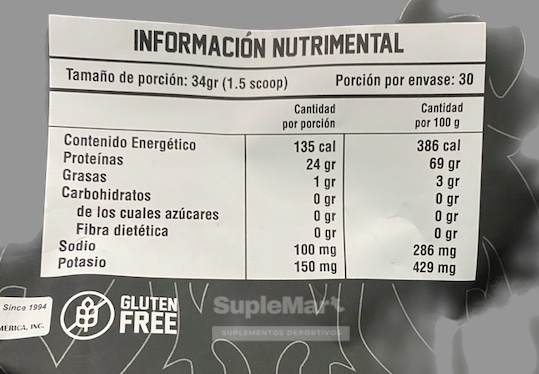 INFORMACIÓN NUTRIMENTAL
Tamaño de porción: 34gr (1.5 scoop) Porción por envase: 30
Cantidad por porción Cantidad por 100 g
Contenido Energético 135 cal 386 cal
Proteínas 24 gr 69 gr
Grasas 1 gr 3 gr
Carbohidratos 0 gr 0 gr
de los cuales azúcares 0 gr 0 gr
Fibra dietética 0 gr 0 gr
Sodio 100 mg 286 mg
Potasio 150 mg 429 mg
Since 1994
MERICA, INC.
GLUTEN
FREE
SupleMart
SUPLEMENTOS DEPORTIVOS